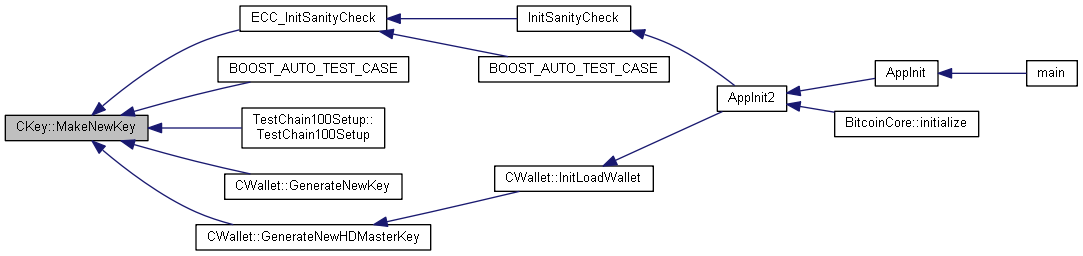 ECC_InitSanityCheck
InitSanityCheck
BOOST_AUTO_TEST_CASE
BOOST_AUTO_TEST_CASE
AppInit
main
AppInit2
CKey::MakeNewKey
TestChain100Setup::
TestChain100Setup
BitcoinCore::initialize
CWallet::GenerateNewKey
CWallet::InitLoadWallet
CWallet::GenerateNewHDMasterKey